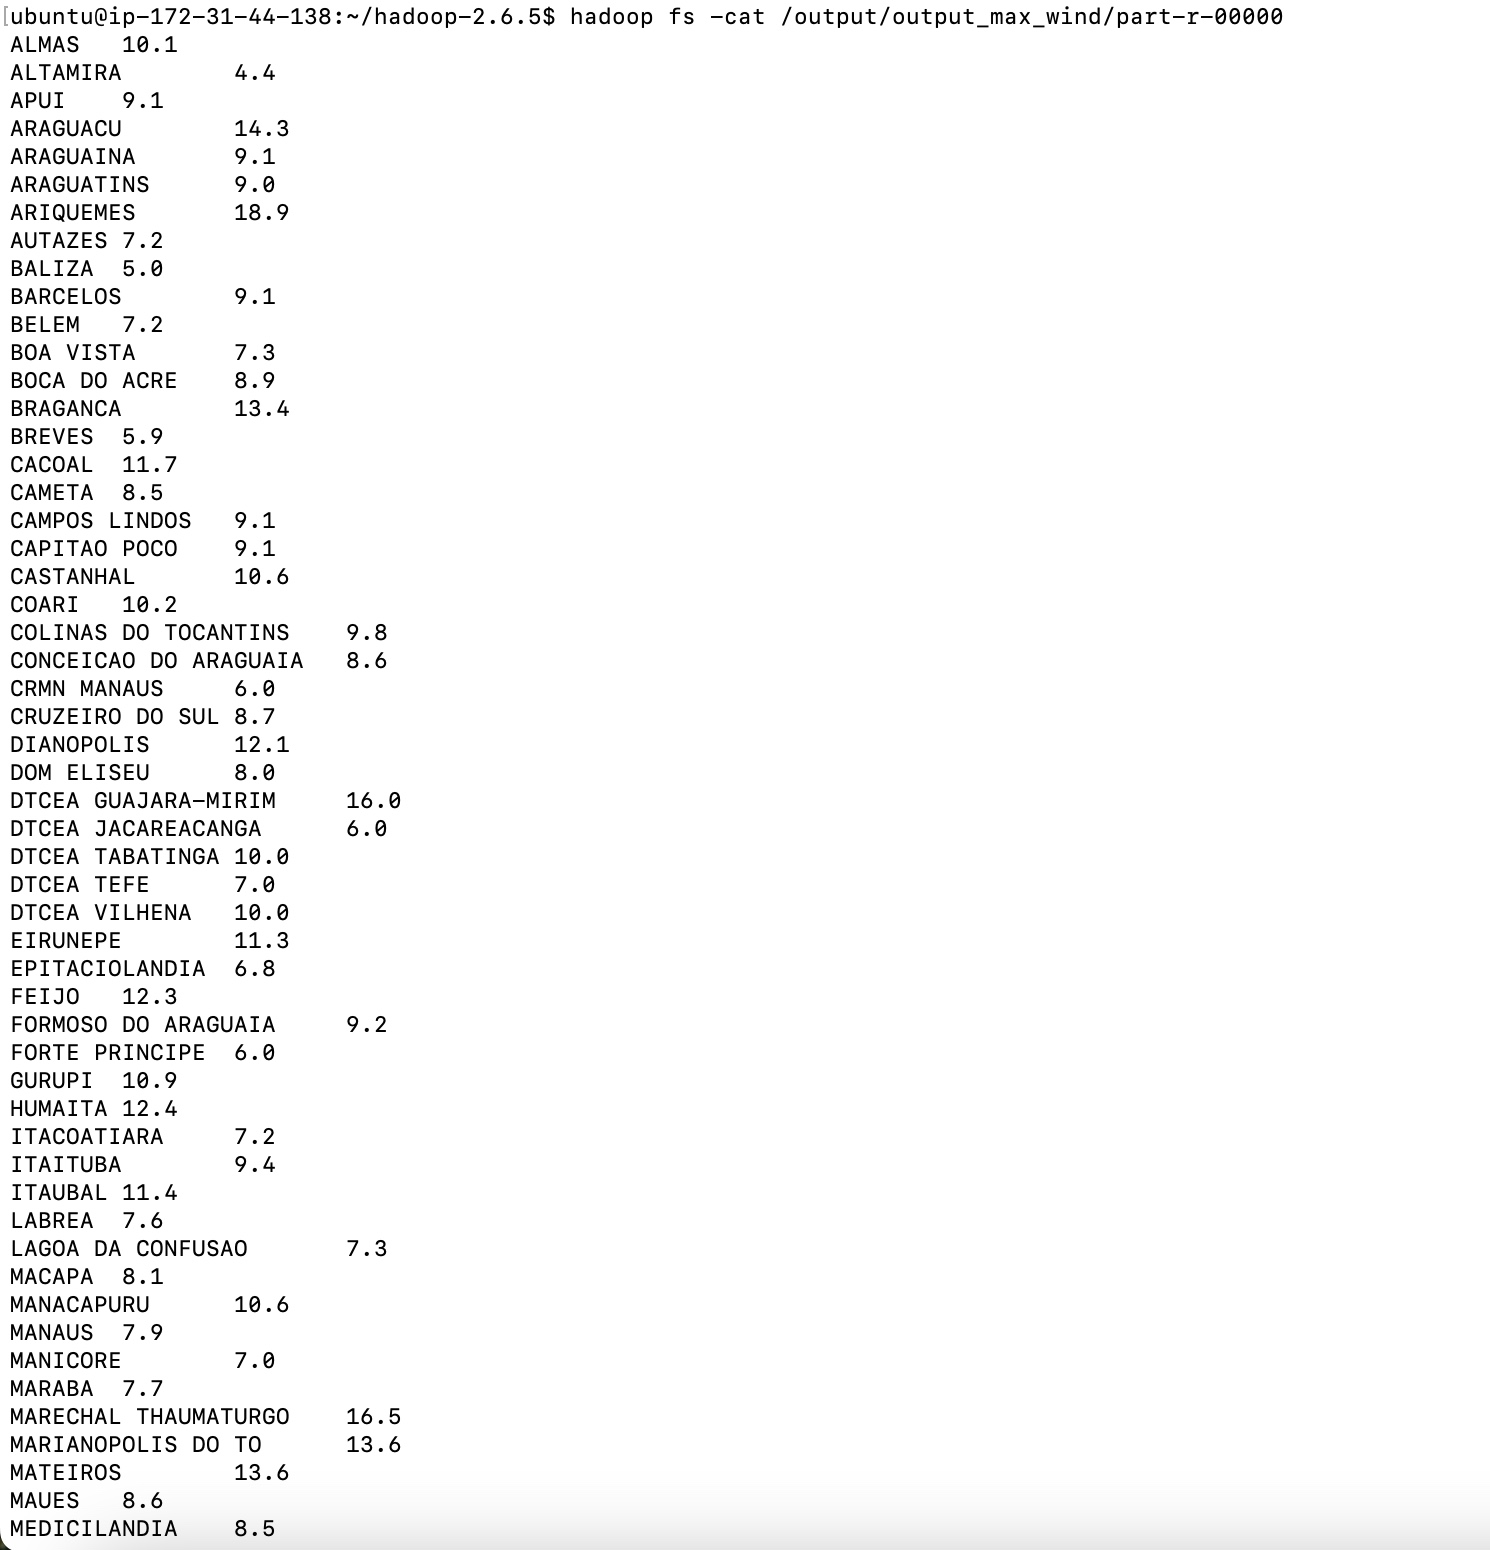 [ubuntu@ip-172-31-44-138:~/hadoop-2.6.5$ hadoop fs -cat /output/output_max_wind/part-r-00000
ALMAS	10.1
ALTAMIRA	4.4
APUI	9.1
ARAGUACU	14.3
ARAGUAINA	9.1
ARAGUATINS	9.0
ARIQUEMES	18.9
AUTAZES	7.2
BALIZA	5.0
BARCELOS	9.1
BELEM	7.2
BOA VISTA	7.3
BOCA DO ACRE	8.9
BRAGANCA	13.4
BREVES	5.9
CACOAL	11.7
CAMETA	8.5
CAMPOS LINDOS	9.1
CAPITAO POCO	9.1
CASTANHAL	10.6
COARI	10.2
COLINAS DO TOCANTINS	9.8
CONCEICAO DO ARAGUAIA	8.6
CRMN MANAUS	6.0
CRUZEIRO DO SUL	8.7
DIANOPOLIS	12.1
DOM ELISEU	8.0
DTCEA GUAJARA-MIRIM	16.0
DTCEA JACAREACANGA	6.0
DTCEA TABATINGA	10.0
DTCEA TEFE	7.0
DTCEA VILHENA	10.0
EIRUNEPE	11.3
EPITACIOLANDIA	6.8
FEIJO	12.3
FORMOSO DO ARAGUAIA	9.2
FORTE PRINCIPE	6.0
GURUPI	10.9
HUMAITA	12.4
ITACOATIARA	7.2
ITAITUBA	9.4
ITAUBAL	11.4
LABREA	7.6
LAGOA DA CONFUSAO	7.3
MACAPA	8.1
MANACAPURU	10.6
MANAUS	7.9
MANICORE	7.0
MARABA	7.7
MARECHAL THAUMATURGO	16.5
MARIANOPOLIS DO TO	13.6
MATEIROS	13.6
MAUES	8.6
MEDICILANDIA	8.5